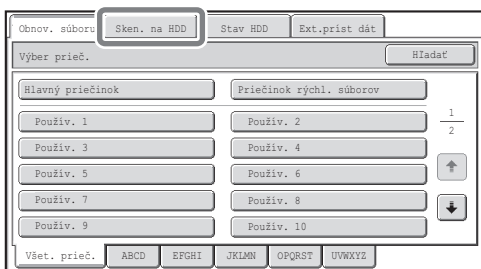 Obnov. súboru Sken. na HDD Stav HDD Ext.príst dát
Výber prieč. Hľadať
Hlavný priečinok Priečinok rýchl. súborov
Použív. 1 Použív. 2
Použív. 3 Použív. 4
Použív. 5 Použív. 6
Použív. 7 Použív. 8
Použív. 9 Použív. 10
1
2
Všet. prieč. ABCD EFGHI JKLMN OPQRST UVWXYZ